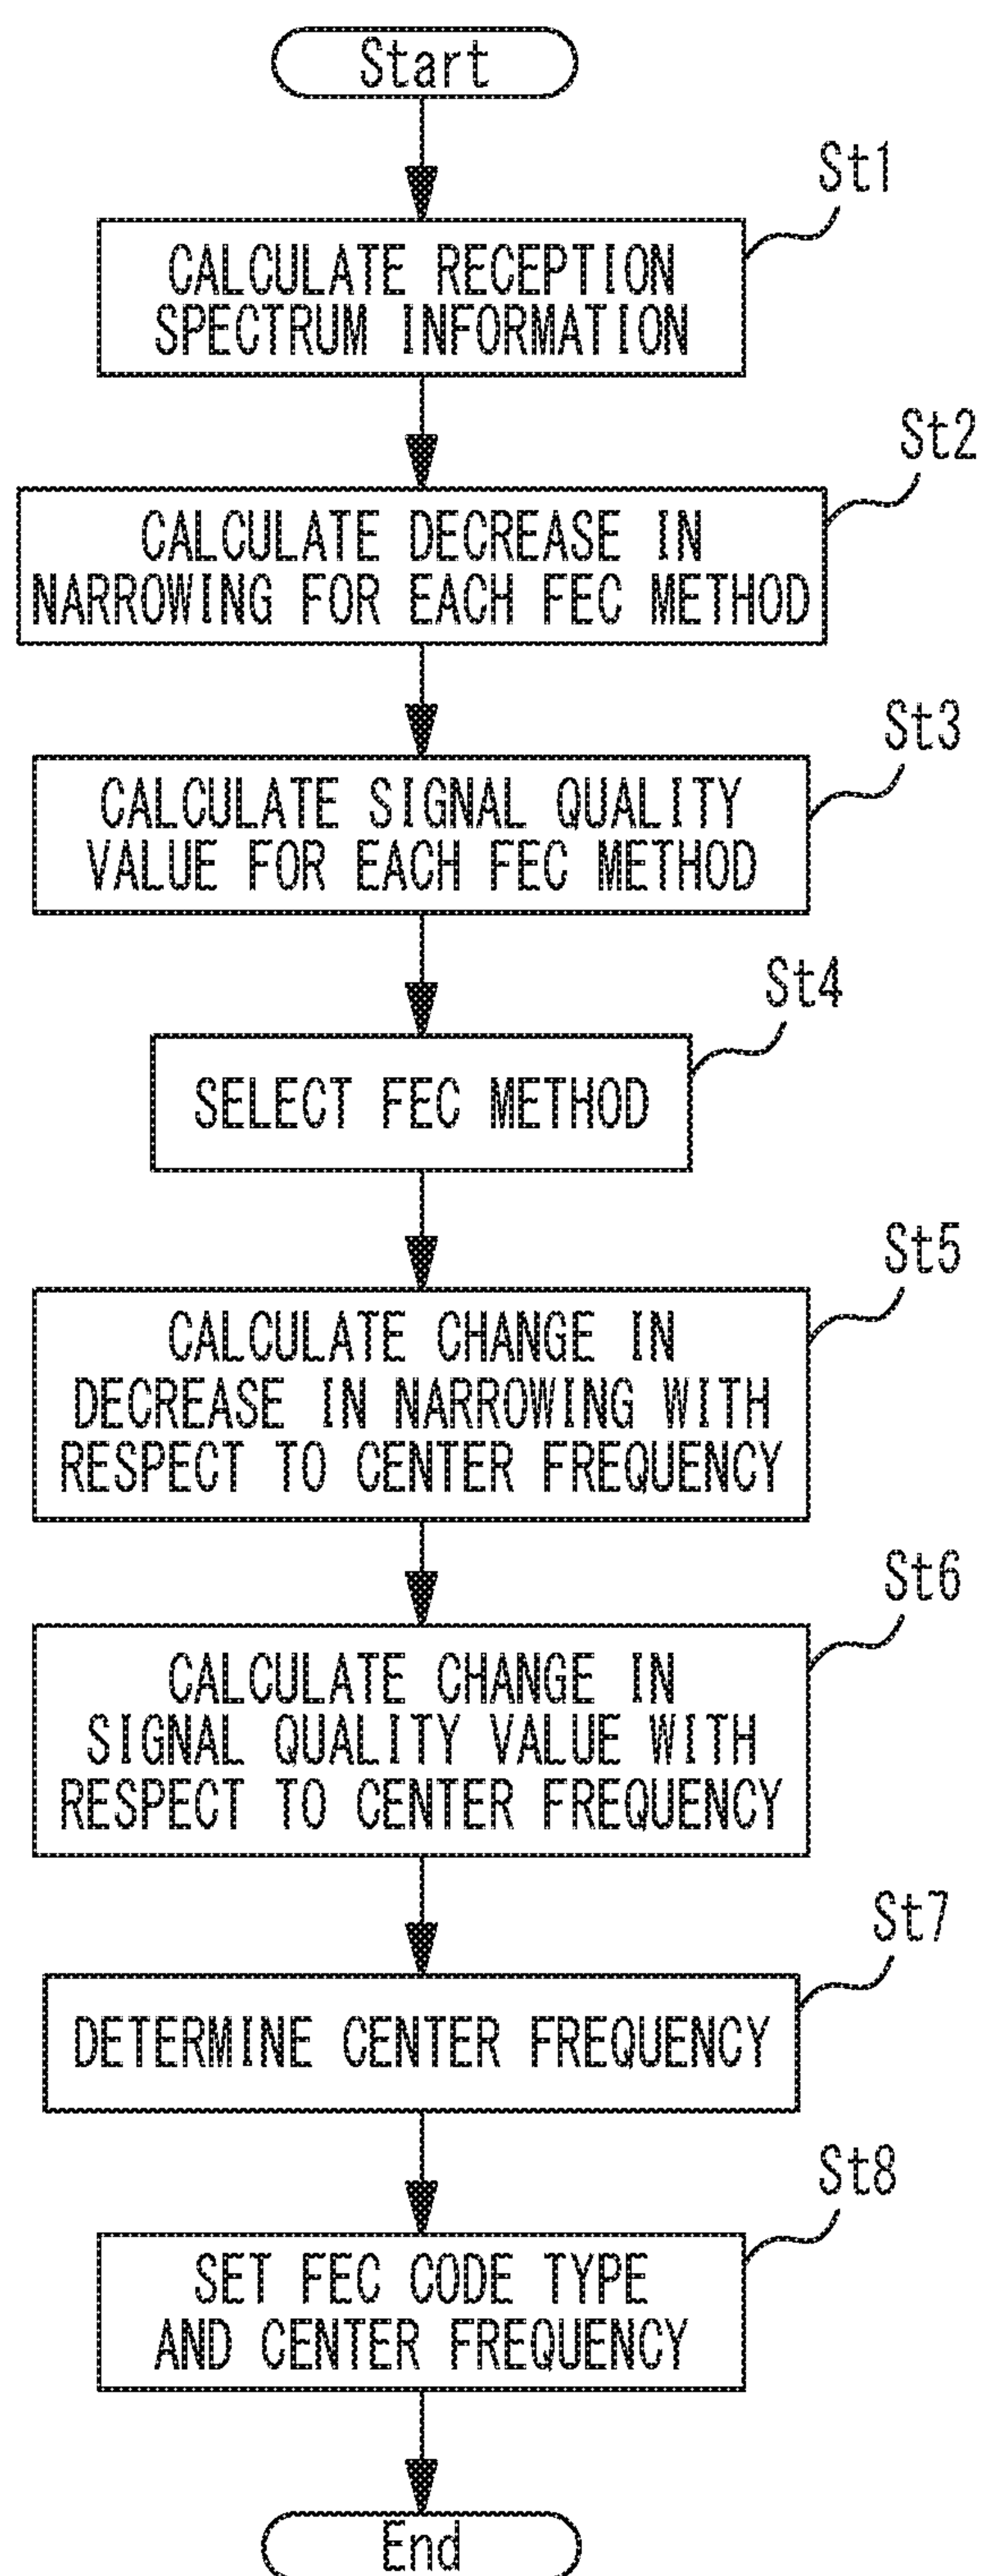 Start
St1
CALCULATE RECEPTION
SPECTRUM INFORMATION
St2
CALCULATE DECREASE IN
NARROWING FOR EACH FEC METHOD
St3
CALCULATE SIGNAL QUALITY
VALUE FOR EACH FEC METHOD
St4
SELECT FEC METHOD
St5
CALCULATE CHANGE IN
DECREASE IN NARROWING WITH
RESPECT TO CENTER FREQUENCY
St6
CALCULATE CHANGE IN
SIGNAL QUALITY VALUE WITH
RESPECT TO CENTER FREQUENCY
St7
DETERMINE CENTER FREQUENCY
St8
SET FEC CODE TYPE
AND CENTER FREQUENCY
End